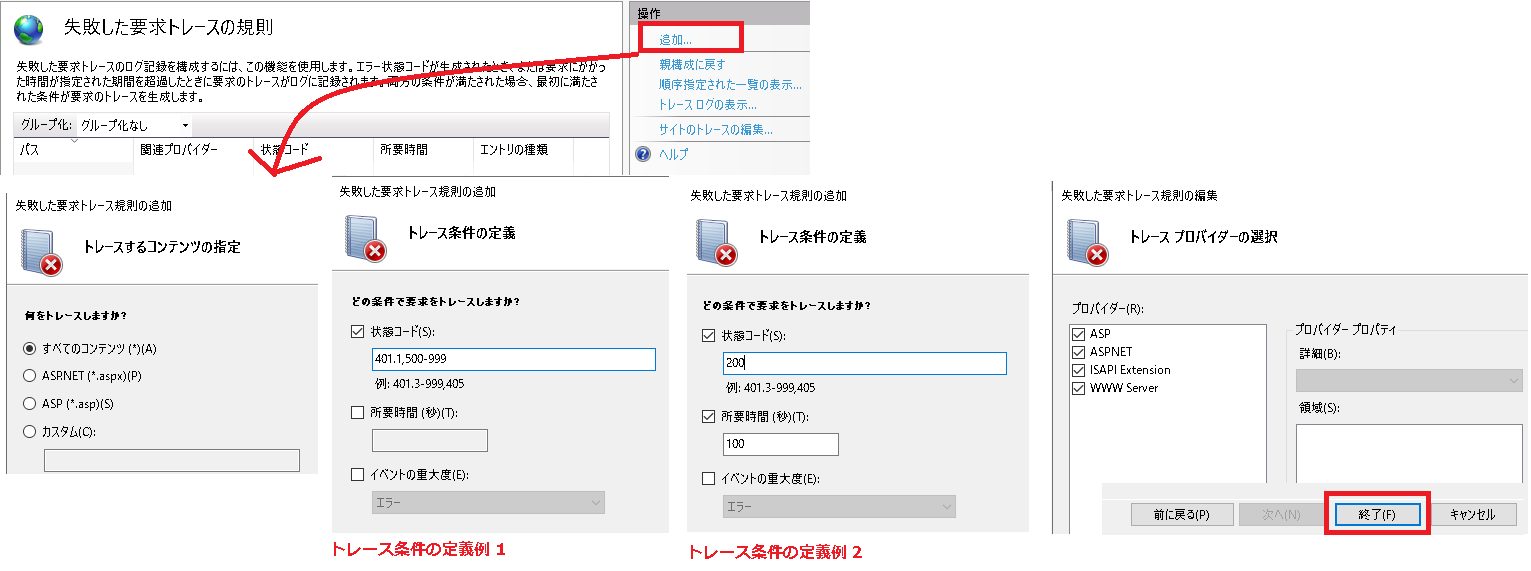 失敗した要求トレースの規則
失敗した要求トレースのログ記録を構成するには、この機能を使用します。エラー状態コードが生成されたとき、または要求にかかっ
た時間が指定された期間を超過したときに要求のトレースがログに記録されます。両方の条件が満たされた場合、最初に満たさ
れた条件が要求のトレースを生成します。
グループ化: グループ化なし
パス 関連プロバイダー 状態コード 所要時間 エントリの種類
操作
追加...
親構成に戻す
順序指定された一覧の表示...
トレース ログの表示...
サイトのトレースの編集...
ヘルプ
失敗した要求トレース規則の追加
トレースするコンテンツの指定
何をトレースしますか?
すべてのコンテンツ (*)(A)
ASP.NET (*.aspx)(P)
ASP (*.asp)(S)
カスタム(C):
失敗した要求トレース規則の追加
トレース条件の定義
どの条件で要求をトレースしますか?
状態コード(S):
401.1,500-999
例: 401.3-999,405
所要時間 (秒)(T):
イベントの重大度(E):
エラー
トレース条件の定義例 1
失敗した要求トレース規則の追加
トレース条件の定義
どの条件で要求をトレースしますか?
状態コード(S):
200
例: 401.3-999,405
所要時間 (秒)(T):
100
イベントの重大度(E):
エラー
トレース条件の定義例 2
失敗した要求トレース規則の編集
トレース プロバイダーの選択
プロバイダー(R):
ASP
ASPNET
ISAPI Extension
WWW Server
プロバイダー プロパティ
詳細(B):
領域(S):
前に戻る(P) 次へ(N) 終了(F) キャンセル